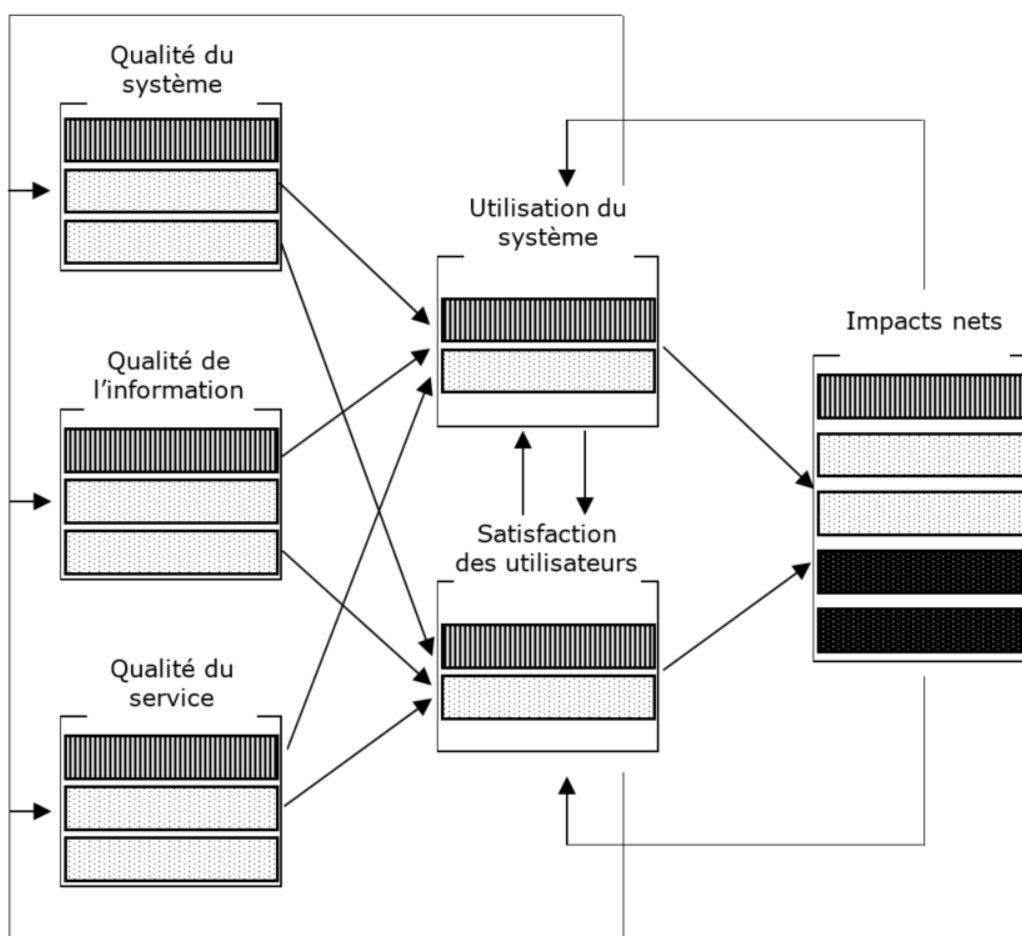 Qualité du
système
Utilisation du
système
Impacts nets
Qualité de
l'information
Satisfaction
des utilisateurs
Qualité du
service